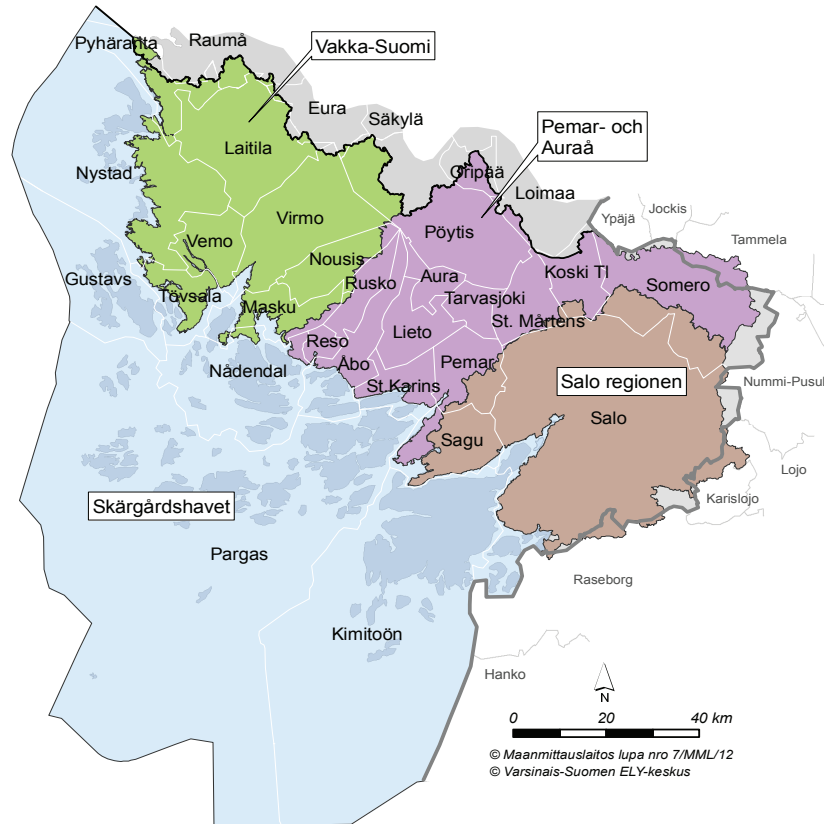 Pyhäranta
Raumå
Vakka-Suomi
Eura
Säkylä
Pemar- och
Auraå
Laitila
Oripää
Loimaa
Nystad
Ypäjä
Jockis
Virmo
Pöytis
Tammela
Vemo
Nousis
Gustavs
Aura
Koski Tl
Somero
Tövsala
Rusko
Masku
Tarvasjoki
St. Mårtens
Reso
Lieto
Nådendal
Åbo
Pemar
St.Karins
Salo regionen
Nummi-Pusul
Salo
Sagu
Lojo
Karislojo
Skärgårdshavet
Pargas
Raseborg
Kimitoön
Hanko
N
0 20 40 km
© Maanmittauslaitos lupa nro 7/MML/12
© Varsinais-Suomen ELY-keskus